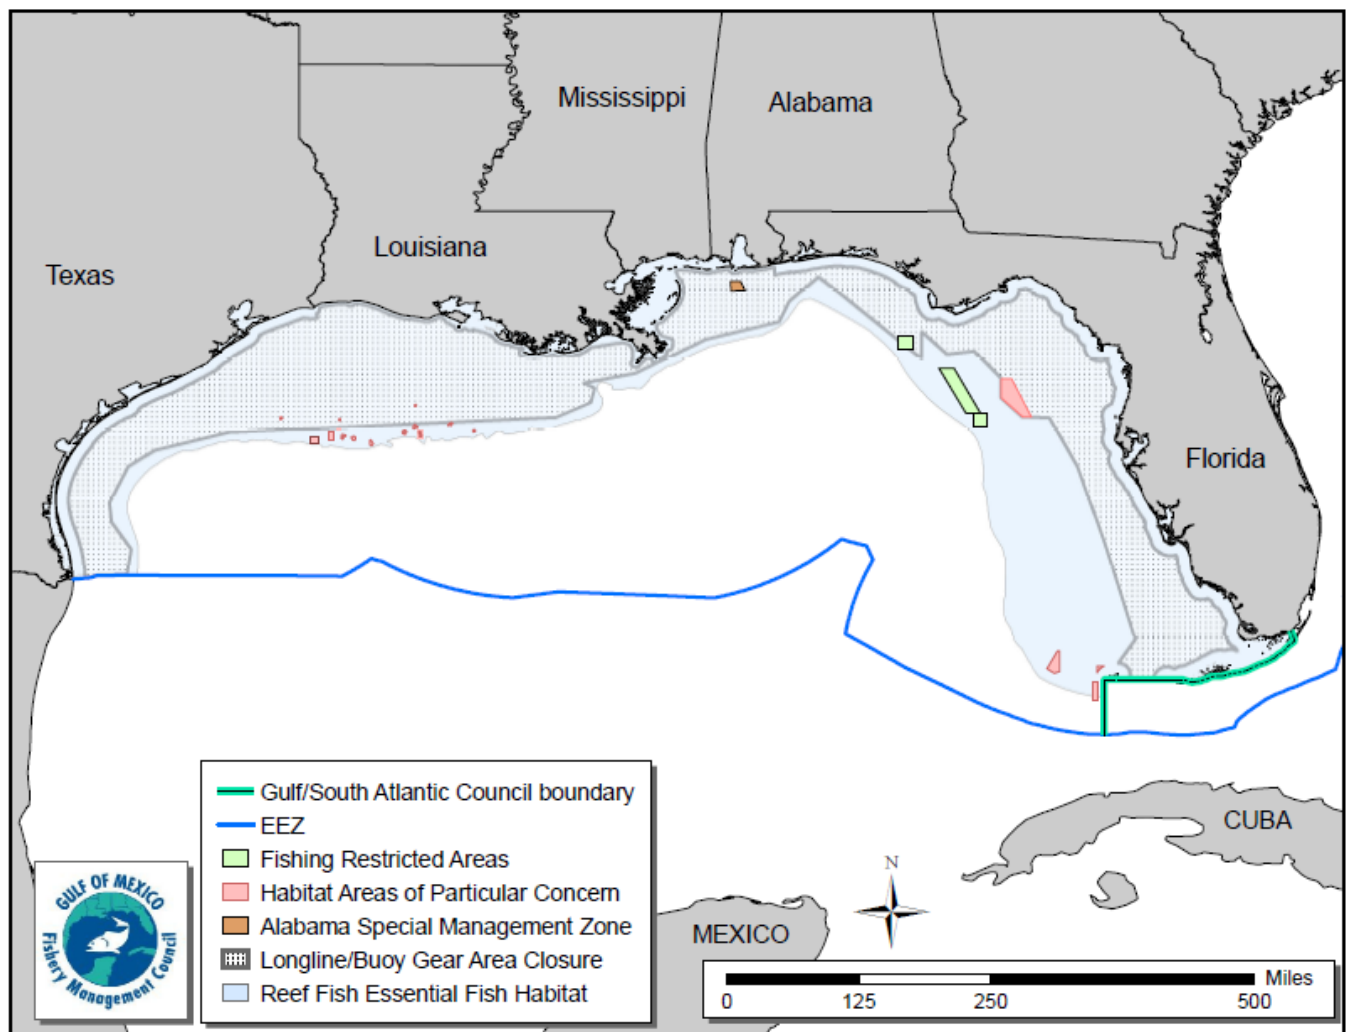 Mississippi
Alabama
Louisiana
Texas
Florida
Gulf/South Atlantic Council boundary
EEZ
Fishing Restricted Areas
Habitat Areas of Particular Concern
Alabama Special Management Zone
Longline/Buoy Gear Area Closure
Reef Fish Essential Fish Habitat
GULF OF MEXICO
Fishery Management Council
CUBA
MEXICO
N
Miles
0 125 250 500